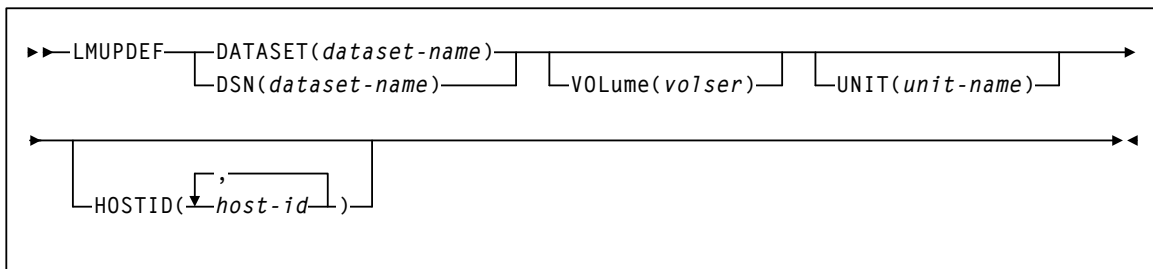 LMUPDEF DATASET(dataset-name)
DSN(dataset-name) VOLume(volser) UNIT(unit-name)
,
HOSTID( host-id )